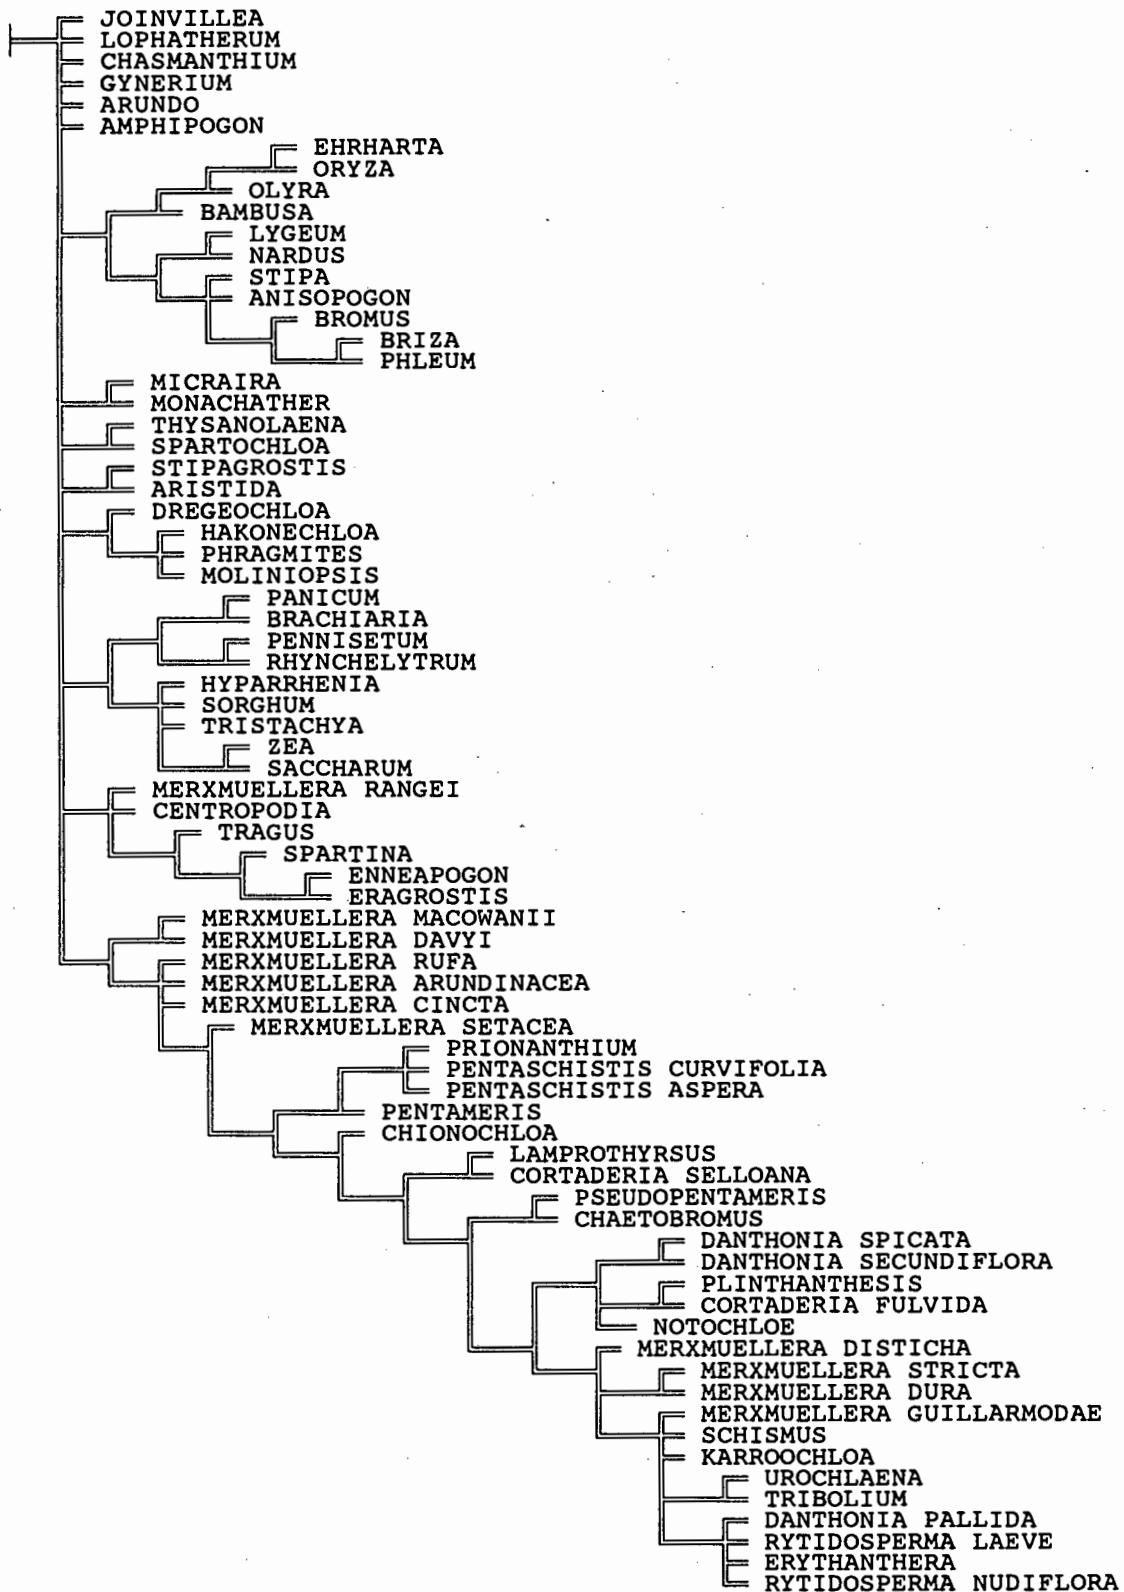 JOINVILLEA
LOPHATHERUM
CHASMANTHIUM
GYNERIUM
ARUNDO
AMPHIPOGON
EHRHARTA
ORYZA
OLYRA
BAMBUSA
LYGEUM
NARDUS
STIPA
ANISOPOGON
BROMUS
BRIZA
PHLEUM
MICRAIRA
MONACHATHER
THYSANOLAENA
SPARTOCHLOA
STIPAGROSTIS
ARISTIDA
DREGEOCHLOA
HAKONECHLOA
PHRAGMITES
MOLINIOPSIS
PANICUM
BRACHIARIA
PENNISETUM
RHYNCHELYTRUM
HYPARRHENIA
SORGHUM
TRISTACHYA
ZEA
SACCHARUM
MERXMUELLERA RANGEI
CENTROPODIA
TRAGUS
SPARTINA
ENNEAPOGON
ERAGROSTIS
MERXMUELLERA MACOWANII
MERXMUELLERA DAVYI
MERXMUELLERA RUFA
MERXMUELLERA ARUNDINACEA
MERXMUELLERA CINCTA
MERXMUELLERA SETACEA
PRIONANTHIUM
PENTASCHISTIS CURVIFOLIA
PENTASCHISTIS ASPERA
PENTAMERIS
CHIONOCHLOA
LAMPROTHYRSUS
CORTADERIA SELLOANA
PSEUDOPENTAMERIS
CHAETOBROMUS
DANTHONIA SPICATA
DANTHONIA SECUNDIFLORA
PLINTHANTHESIS
CORTADERIA FULVIDA
NOTOCHLOE
MERXMUELLERA DISTICHA
MERXMUELLERA STRICTA
MERXMUELLERA DURA
MERXMUELLERA GUILLARMODAE
SCHISMUS
KARROOCHLOA
UROCHLAENA
TRIBOLIUM
DANTHONIA PALLIDA
RYTIDOSPERMA LAEVE
ERYTHANTHERA
RYTIDOSPERMA NUDIFLORA